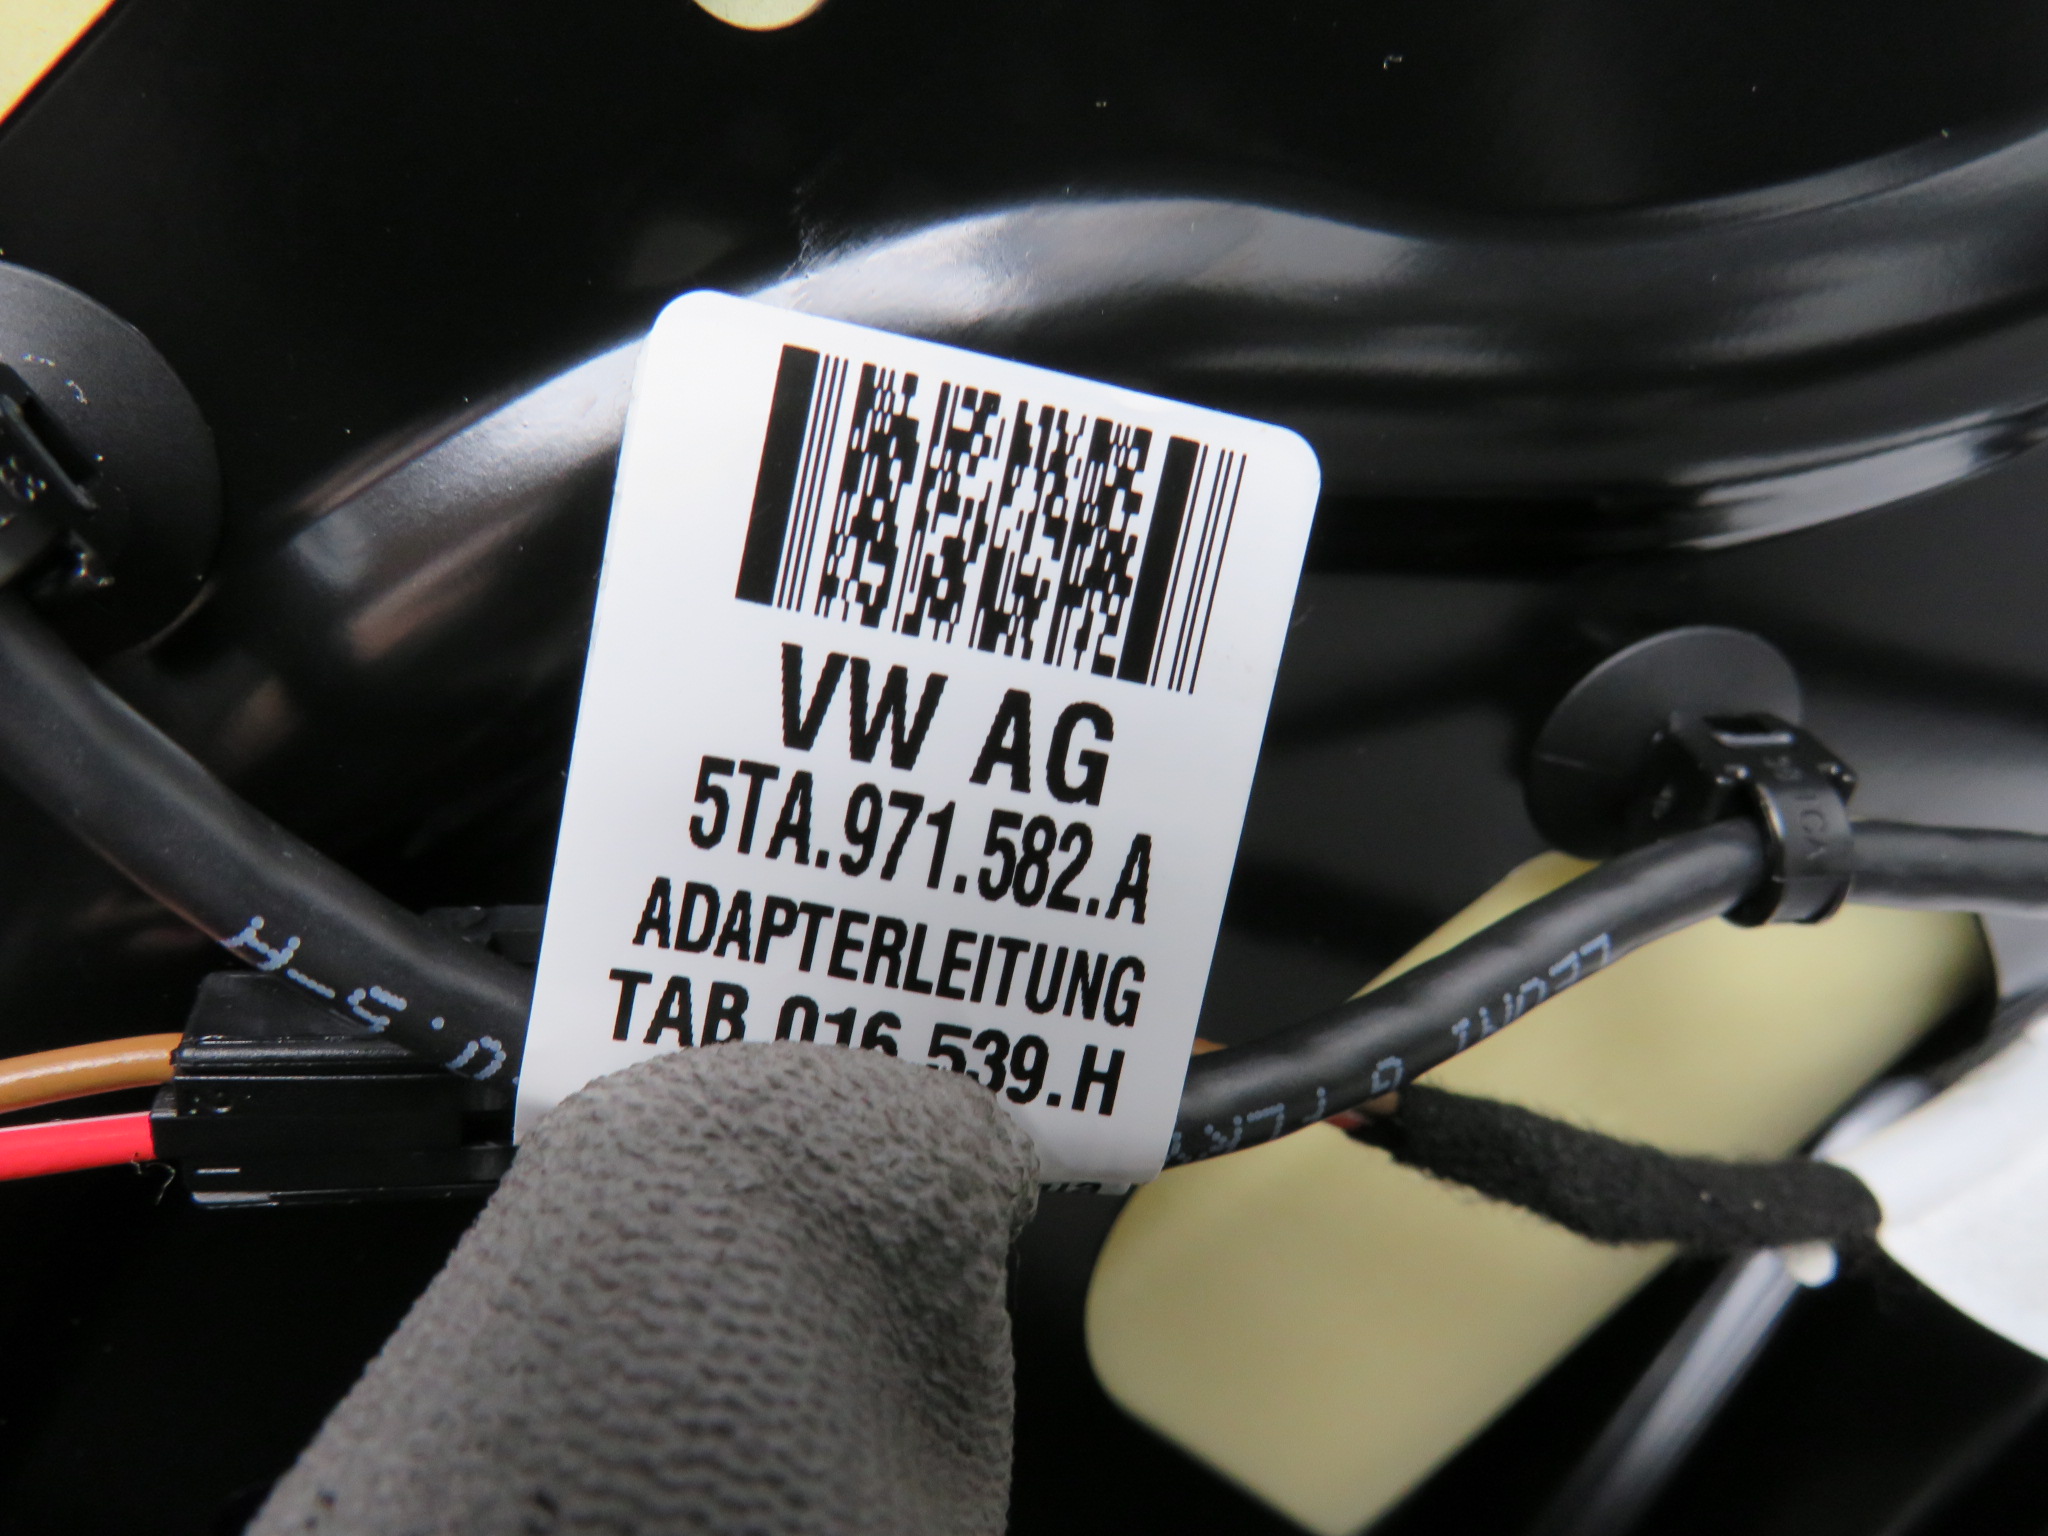 VW AG
5TA.971.582.A
ADAPTERLEITUNG
TAB.016.539.H